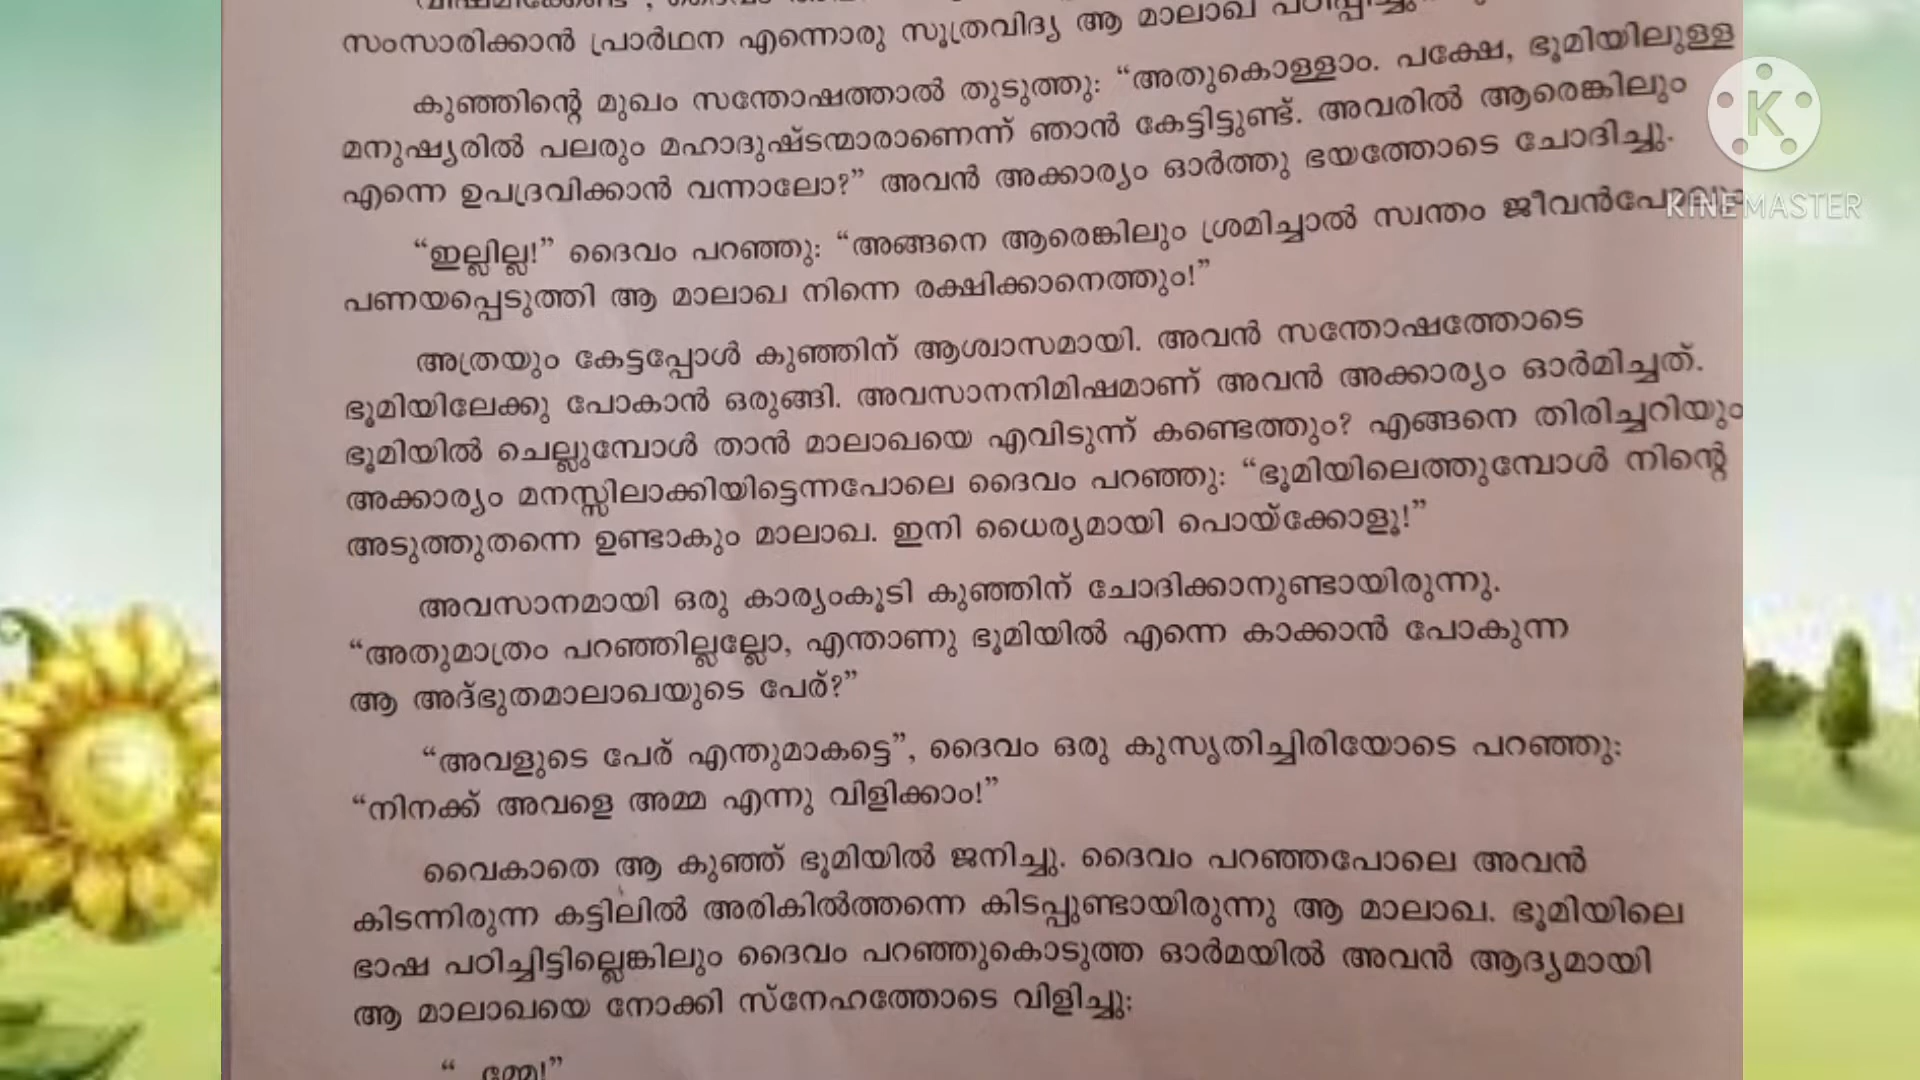 സംസാരിക്കാൻ പ്രാർഥന എന്നൊരു സൂത്രവിദ്യ ആ മാലാഖ
കുഞ്ഞിന്റെ മുഖം സന്തോഷത്താൽ തുടുത്തു: “അതുകൊള്ളാം. പക്ഷേ, ഭൂമിയിലുള്ള
മനുഷ്യരിൽ പലരും മഹാദുഷ്ടന്മാരാണെന്ന് ഞാൻ കേട്ടിട്ടുണ്ട്. അവരിൽ ആരെങ്കിലും
എന്നെ ഉപദ്രവിക്കാൻ വന്നാലോ?” അവൻ അക്കാര്യം ഓർത്തു ഭയത്തോടെ ചോദിച്ചു.
“ഇല്ലില്ല!” ദൈവം പറഞ്ഞു: “അങ്ങനെ ആരെങ്കിലും ശ്രമിച്ചാൽ സ്വന്തം
പണയപ്പെടുത്തി ആ മാലാഖ നിന്നെ രക്ഷിക്കാനെത്തും!”
അത്രയും കേട്ടപ്പോൾ കുഞ്ഞിന് ആശ്വാസമായി. അവൻ സന്തോഷത്തോടെ
ഭൂമിയിലേക്കു പോകാൻ ഒരുങ്ങി. അവസാനനിമിഷമാണ് അവൻ അക്കാര്യം ഓർമിച്ചത്.
ഭൂമിയിൽ ചെല്ലുമ്പോൾ താൻ മാലാഖയെ എവിടുന്ന് കണ്ടെത്തും? എങ്ങനെ തിരിച്ചറിയും
അക്കാര്യം മനസ്സിലാക്കിയിട്ടെന്നപോലെ ദൈവം പറഞ്ഞു: “ഭൂമിയിലെത്തുമ്പോൾ നിന്റെ
അടുത്തുതന്നെ ഉണ്ടാകും മാലാഖ. ഇനി ധൈര്യമായി പൊയ്ക്കോളൂ!”
അവസാനമായി ഒരു കാര്യംകൂടി കുഞ്ഞിന് ചോദിക്കാനുണ്ടായിരുന്നു.
“അതുമാത്രം പറഞ്ഞില്ലല്ലോ, എന്താണു ഭൂമിയിൽ എന്നെ കാക്കാൻ പോകുന്ന
ആ അദ്ഭുതമാലാഖയുടെ പേര്?”
“അവളുടെ പേര് എന്തുമാകട്ടെ”, ദൈവം ഒരു കുസൃതിച്ചിരിയോടെ പറഞ്ഞു:
“നിനക്ക് അവളെ അമ്മ എന്നു വിളിക്കാം!”
വൈകാതെ ആ കുഞ്ഞ് ഭൂമിയിൽ ജനിച്ചു. ദൈവം പറഞ്ഞപോലെ അവൻ
കിടന്നിരുന്ന കട്ടിലിൽ അരികിൽത്തന്നെ കിടപ്പുണ്ടായിരുന്നു ആ മാലാഖ. ഭൂമിയിലെ
ഭാഷ പഠിച്ചിട്ടില്ലെങ്കിലും ദൈവം പറഞ്ഞുകൊടുത്ത ഓർമയിൽ അവൻ ആദ്യമായി
ആ മാലാഖയെ നോക്കി സ്നേഹത്തോടെ വിളിച്ചു:
K
KINEMASTER